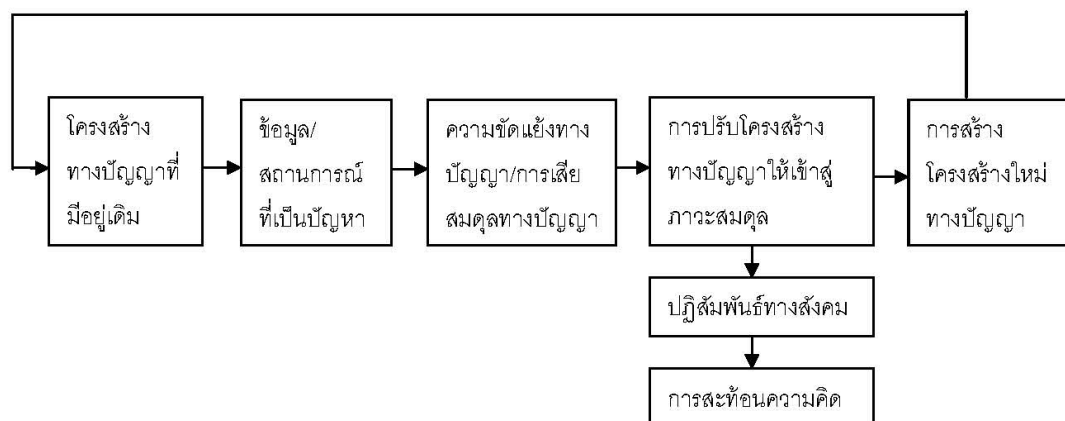 โครงสร้าง
ทางปัญญาที่
มีอยู่เดิม
ข้อมูล/
สถานการณ์
ที่เป็นปัญหา
ความขัดแย้งทาง
ปัญญา/การเสีย
สมดุลทางปัญญา
การปรับโครงสร้าง
ทางปัญญาให้เข้าสู่
ภาวะสมดุล
การสร้าง
โครงสร้างใหม่
ทางปัญญา
ปฏิสัมพันธ์ทางสังคม
การสะท้อนความคิด